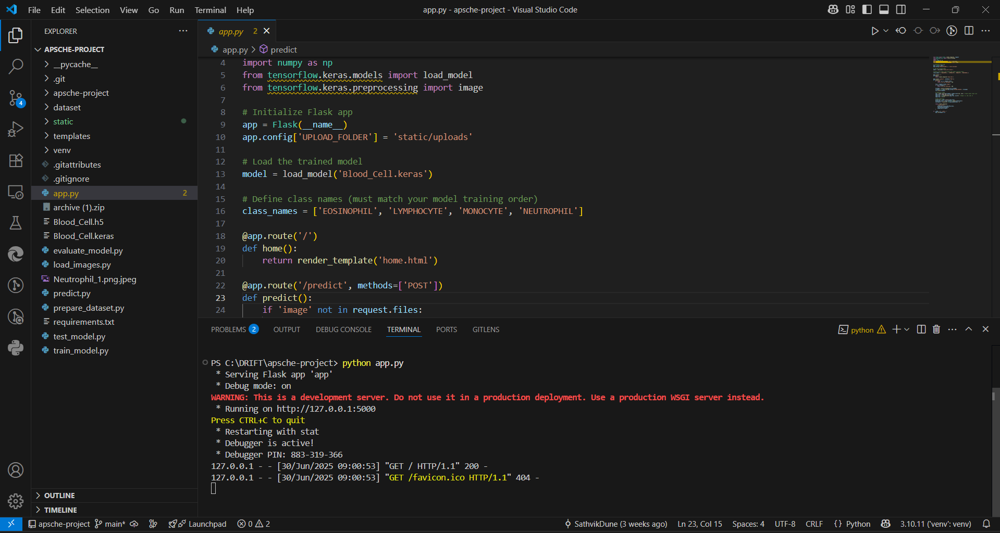 File Edit Selection View Go Run Terminal Help
app.py - apsche-project - Visual Studio Code
EXPLORER
APSCHE-PROJECT
__pycache__
.git
apsche-project
dataset
static
templates
venv
.gitattributes
.gitignore
app.py 2
archive (1).zip
Blood_Cell.h5
Blood_Cell.keras
evaluate_model.py
load_images.py
Neutrophil_1.png.jpeg
predict.py
prepare_dataset.py
requirements.txt
test_model.py
train_model.py
OUTLINE
TIMELINE
4
app.py 2
app.py > predict
4 import numpy as np
5 from tensorflow.keras.models import load_model
6 from tensorflow.keras.preprocessing import image
7
8 # Initialize Flask app
9 app = Flask(__name__)
10 app.config['UPLOAD_FOLDER'] = 'static/uploads'
11
12 # Load the trained model
13 model = load_model('Blood_Cell.keras')
14
15 # Define class names (must match your model training order)
16 class_names = ['EOSINOPHIL', 'LYMPHOCYTE', 'MONOCYTE', 'NEUTROPHIL']
17
18 @app.route('/')
19 def home():
20 return render_template('home.html')
21
22 @app.route('/predict', methods=['POST'])
23 def predict():
24 if 'image' not in request.files:
PROBLEMS 2 OUTPUT DEBUG CONSOLE TERMINAL PORTS GITLENS
python
PS C:\DRIFT\apsche-project> python app.py
* Serving Flask app 'app'
* Debug mode: on
WARNING: This is a development server. Do not use it in a production deployment. Use a production WSGI server instead.
* Running on http://127.0.0.1:5000
Press CTRL+C to quit
* Restarting with stat
* Debugger is active!
* Debugger PIN: 883-319-366
127.0.0.1 - - [30/Jun/2025 09:00:53] "GET / HTTP/1.1" 200 -
127.0.0.1 - - [30/Jun/2025 09:00:53] "GET /favicon.ico HTTP/1.1" 404 -
apsche-project main* Launchpad 0 2 SathvikDune (3 weeks ago) Ln 23, Col 15 Spaces: 4 UTF-8 CRLF {} Python 3.10.11 ('venv': venv)